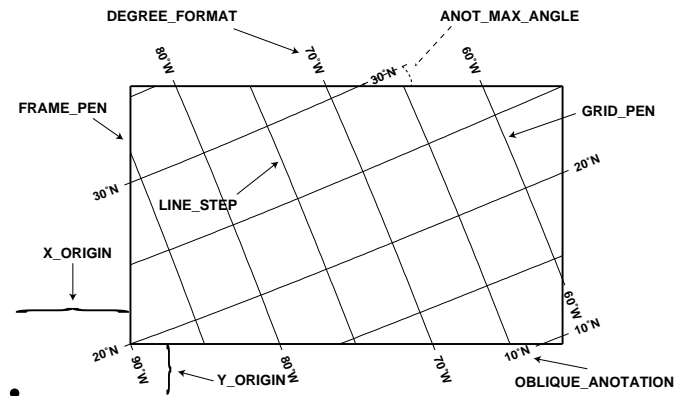 DEGREE_FORMAT
ANOT_MAX_ANGLE
80°W
70°W
60°W
30°N
FRAME_PEN
GRID_PEN
20°N
30°N
LINE_STEP
X_ORIGIN
60°W
10°N
20°N
90°W
80°W
70°W
10°N
Y_ORIGIN
OBLIQUE_ANOTATION